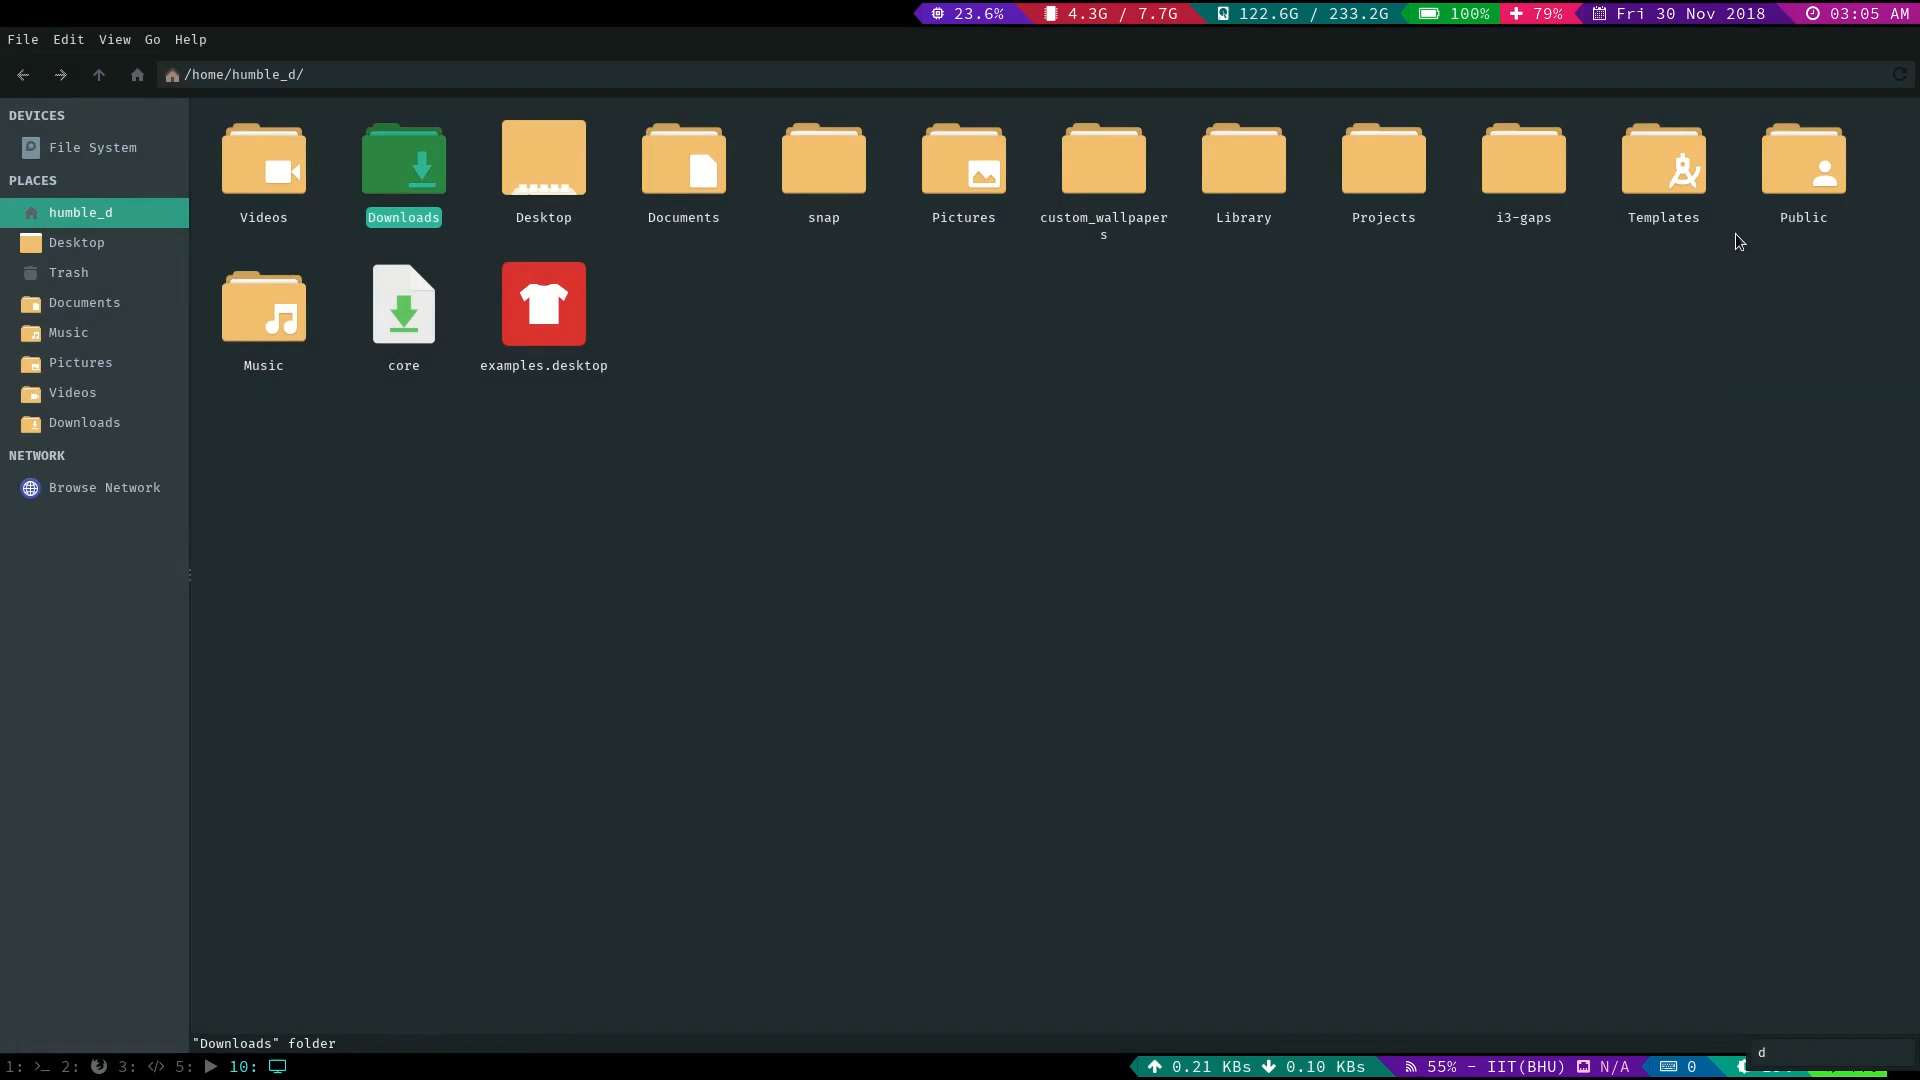 23.6% 4.3G / 7.7G 122.6G / 233.2G 100% 79% Fri 30 Nov 2018 03:05 AM
File Edit View Go Help
/home/humble_d/
DEVICES
File System
PLACES
humble_d
Desktop
Trash
Documents
Music
Pictures
Videos
Downloads
NETWORK
Browse Network
Videos Downloads Desktop Documents snap Pictures custom_wallpaper Library Projects i3-gaps Templates Public
s
Music core examples.desktop
"Downloads" folder
d
1: 2: 3: 5: 10: 0.21 KBs 0.10 KBs 55% - IIT(BHU) N/A 0